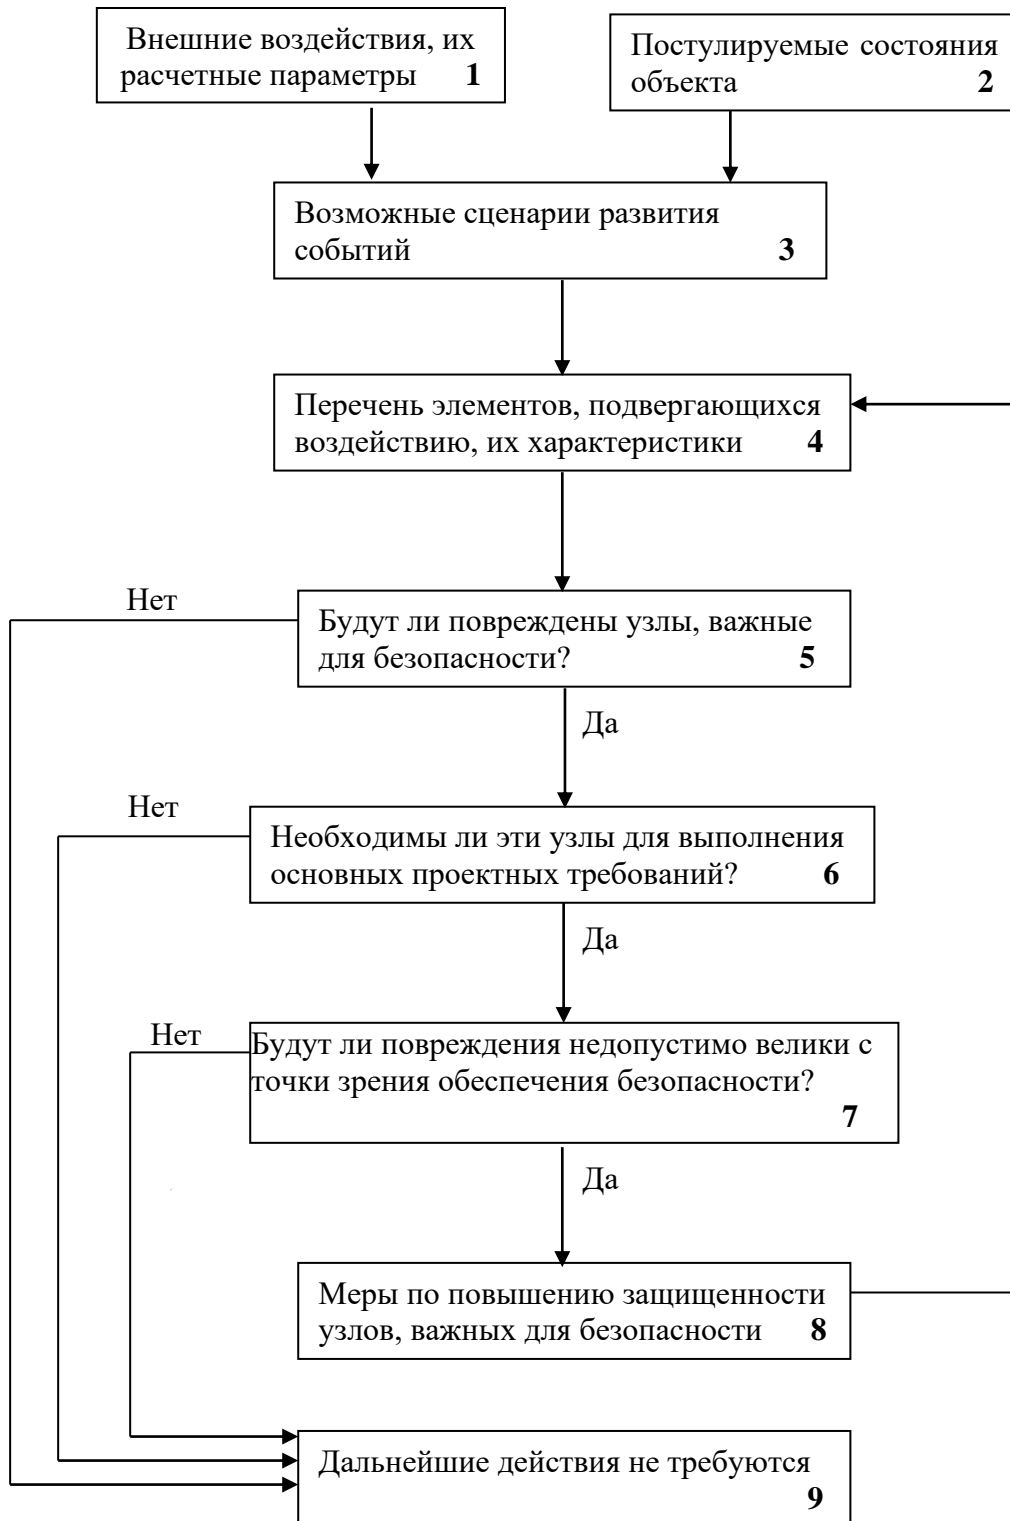 Внешние воздействия, их
расчетные параметры 1
Постулируемые состояния
объекта 2
Возможные сценарии развития
событий 3
Перечень элементов, подвергающихся
воздействию, их характеристики 4
Нет
Будут ли повреждены узлы, важные
для безопасности? 5
Да
Нет
Необходимы ли эти узлы для выполнения
основных проектных требований? 6
Да
Нет
Будут ли повреждения недопустимо велики с
точки зрения обеспечения безопасности?
7
Да
Меры по повышению защищенности
узлов, важных для безопасности 8
Дальнейшие действия не требуются
9